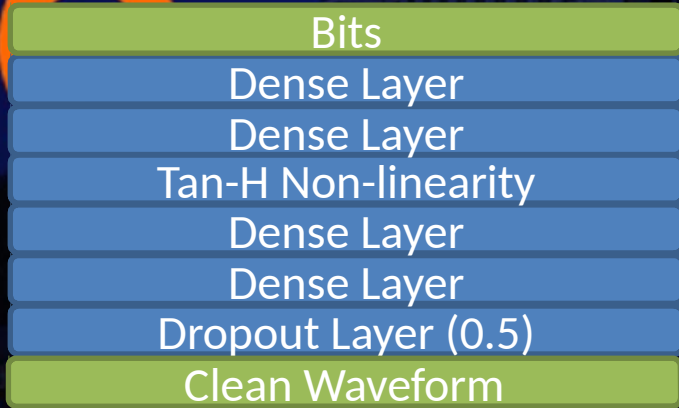 Bits
Dense Layer
Dense Layer
Tan-H Non-linearity
Dense Layer
Dense Layer
Dropout Layer (0.5)
Clean Waveform